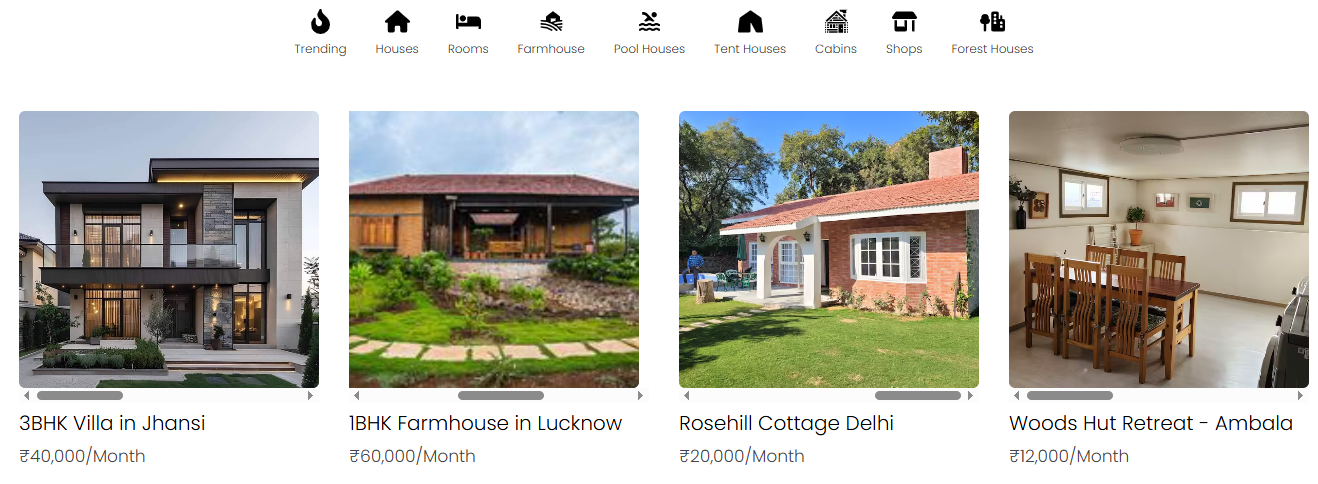 Trending Houses Rooms Farmhouse Pool Houses Tent Houses Cabins Shops Forest Houses
3BHK Villa in Jhansi
₹40,000/Month
1BHK Farmhouse in Lucknow
₹60,000/Month
Rosehill Cottage Delhi
₹20,000/Month
Woods Hut Retreat - Ambala
₹12,000/Month